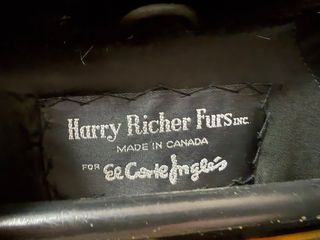 Harry Richer Furs INC.
MADE IN CANADA
FOR El Corte Inglés